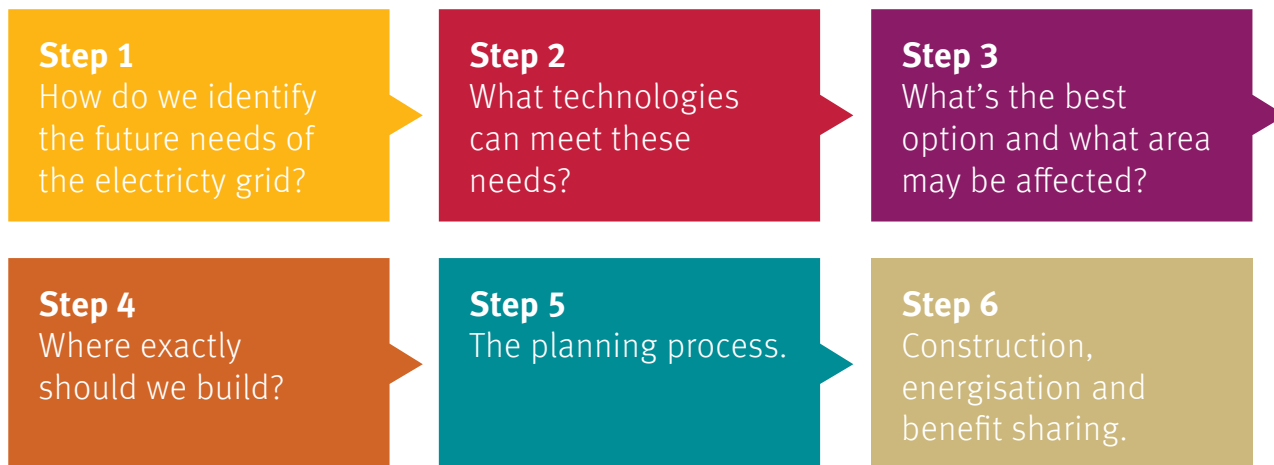 Step 1
How do we identify
the future needs of
the electricty grid?
Step 2
What technologies
can meet these
needs?
Step 3
What’s the best
option and what area
may be affected?
Step 4
Where exactly
should we build?
Step 5
The planning process.
Step 6
Construction,
energisation and
benefit sharing.